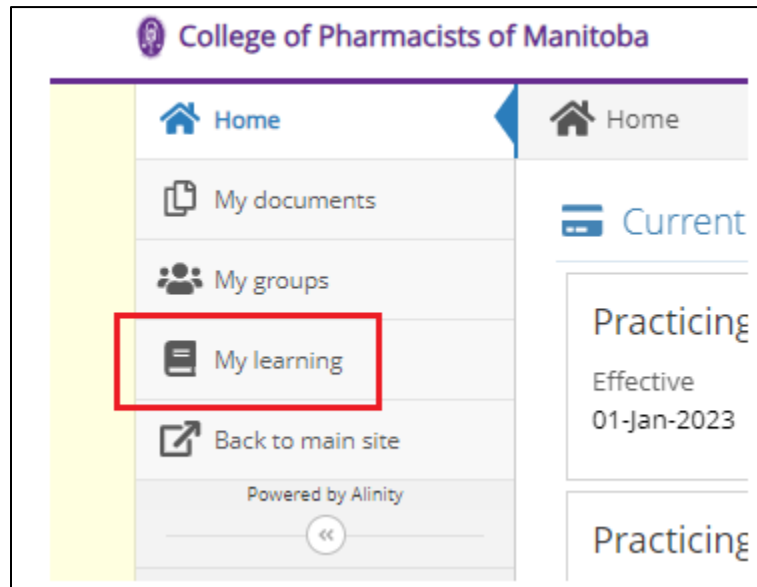 College of Pharmacists of Manitoba
Home
My documents
My groups
My learning
Back to main site
Powered by Alinity
Home
Current
Practicing
Effective
01-Jan-2023
Practicing